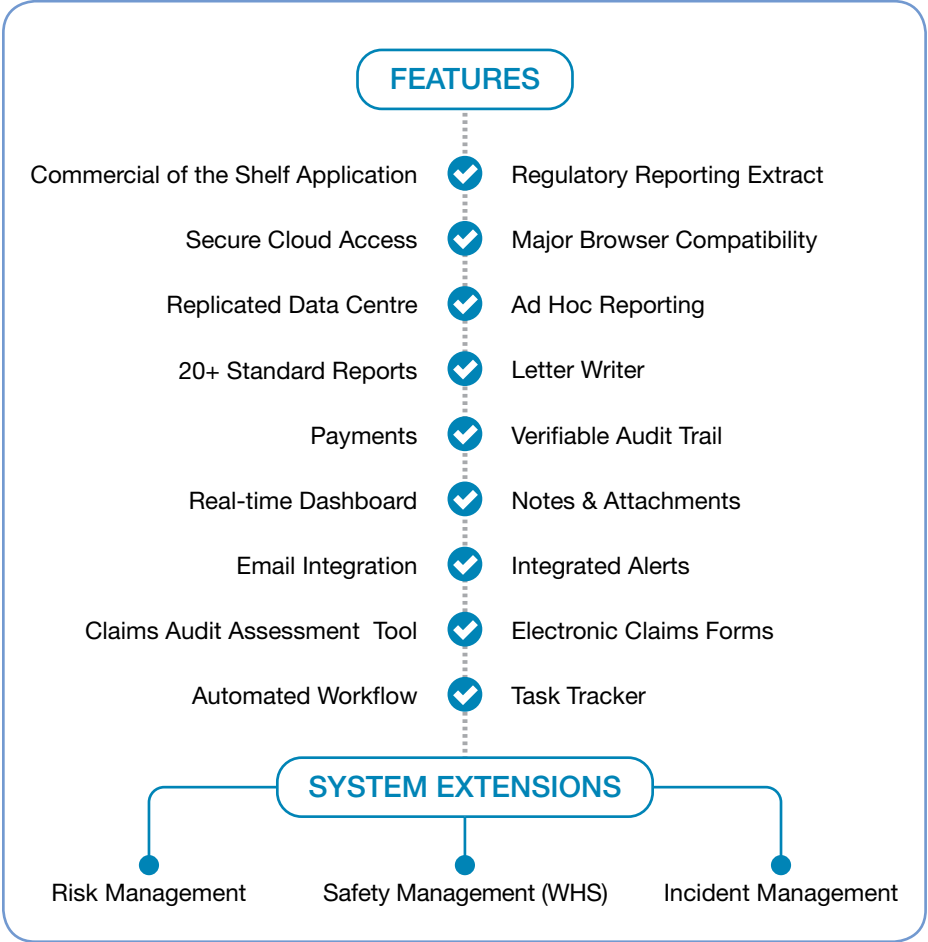 FEATURES
Commercial of the Shelf Application
Regulatory Reporting Extract
Secure Cloud Access
Major Browser Compatibility
Replicated Data Centre
Ad Hoc Reporting
20+ Standard Reports
Letter Writer
Payments
Verifiable Audit Trail
Real-time Dashboard
Notes & Attachments
Email Integration
Integrated Alerts
Claims Audit Assessment Tool
Electronic Claims Forms
Automated Workflow
Task Tracker
SYSTEM EXTENSIONS
Risk Management
Safety Management (WHS)
Incident Management